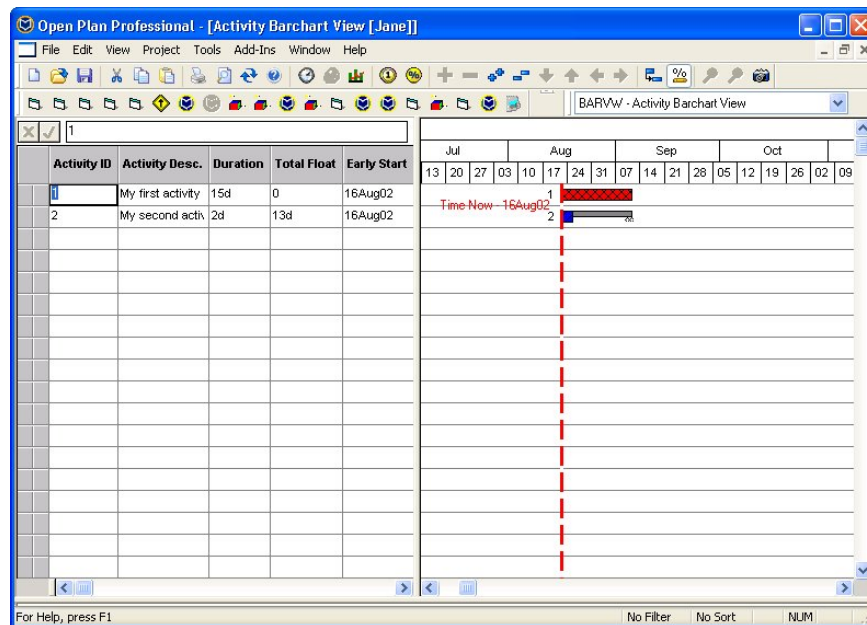 Open Plan Professional - [Activity Barchart View [Jane]]
File Edit View Project Tools Add-Ins Window Help
BARVW - Activity Barchart View
1
Jul Aug Sep Oct
Activity ID Activity Desc. Duration Total Float Early Start
13 20 27 03 10 17 24 31 07 14 21 28 05 12 19 26 02 09
1 My first activity 15d 0 16Aug02 1
Time Now - 16Aug02
2 My second activ 2d 13d 16Aug02 2
For Help, press F1 No Filter No Sort NUM